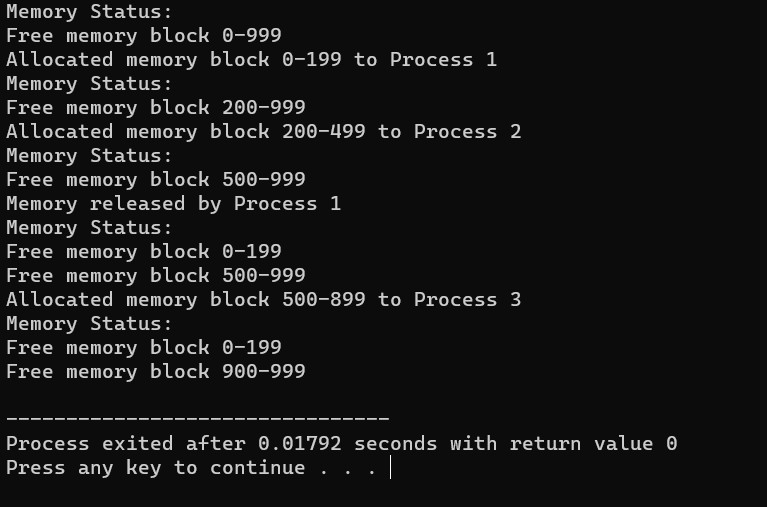 Memory Status:
Free memory block 0-999
Allocated memory block 0-199 to Process 1
Memory Status:
Free memory block 200-999
Allocated memory block 200-499 to Process 2
Memory Status:
Free memory block 500-999
Memory released by Process 1
Memory Status:
Free memory block 0-199
Free memory block 500-999
Allocated memory block 500-899 to Process 3
Memory Status:
Free memory block 0-199
Free memory block 900-999
--------------------------------
Process exited after 0.01792 seconds with return value 0
Press any key to continue . . .